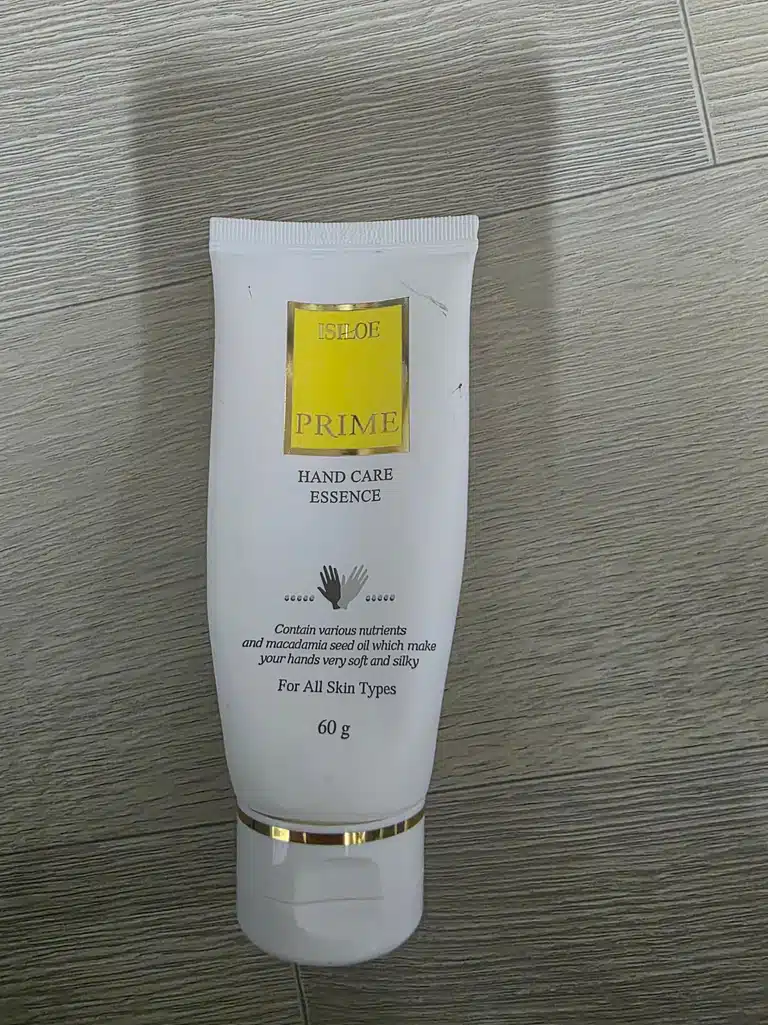 ISILOE
PRIME
HAND CARE
ESSENCE
Contain various nutrients
and macadamia seed oil which make
your hands very soft and silky
For All Skin Types
60 g